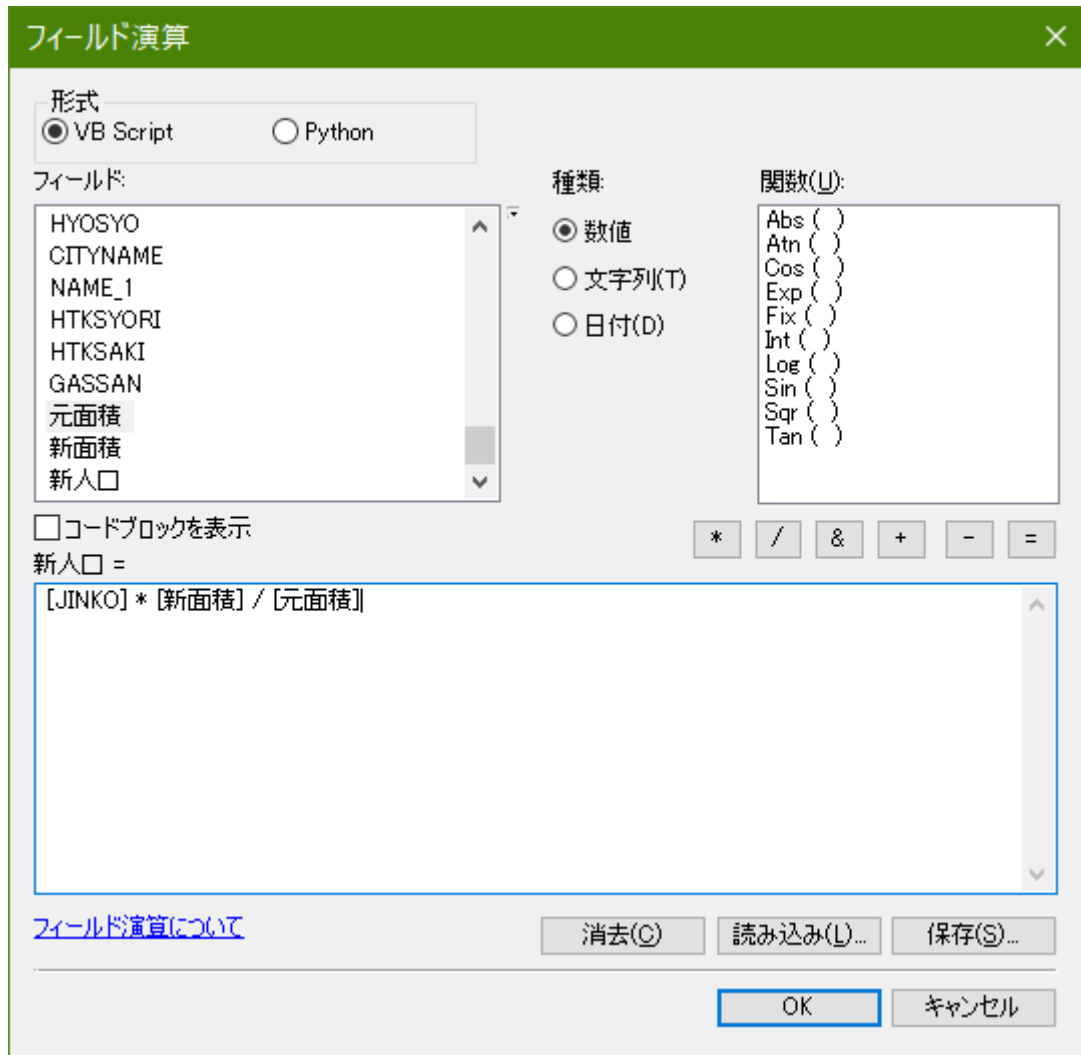 フィールド演算
形式
VB Script Python
フィールド: 種類: 関数(U):
HYOSYO
CITYNAME
NAME_1
HTKSYORI
HTKSAKI
GASSAN
元面積
新面積
新人口
数値
文字列(T)
日付(D)
Abs ( )
Atn ( )
Cos ( )
Exp ( )
Fix ( )
Int ( )
Log ( )
Sin ( )
Sqr ( )
Tan ( )
コードブロックを表示
* / & + - =
新人口 =
[JINKO] * [新面積] / [元面積]
フィールド演算について
消去(C) 読み込み(L)... 保存(S)...
OK キャンセル